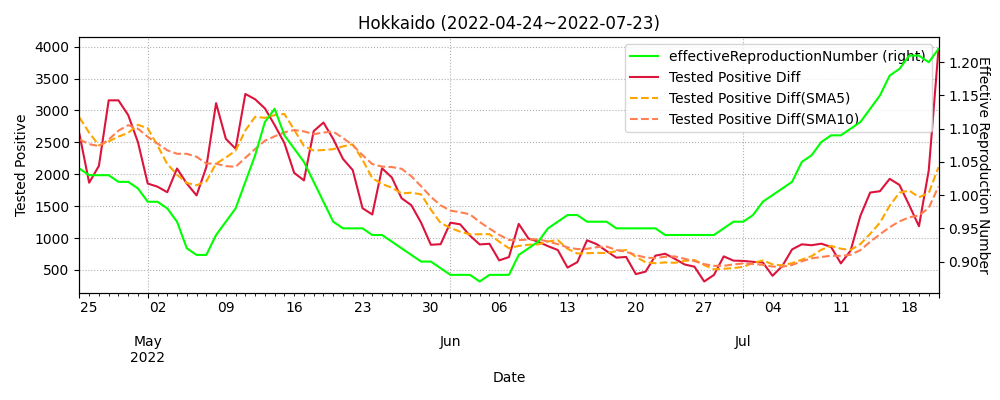 Hokkaido (2022-04-24~2022-07-23)
effectiveReproductionNumber (right)
Tested Positive Diff
Tested Positive Diff(SMA5)
Tested Positive Diff(SMA10)
Tested Positive
4000
3500
3000
2500
2000
1500
1000
500
Effective Reproduction Number
1.20
1.15
1.10
1.05
1.00
0.95
0.90
25 02 09 16 23 30 06 13 20 27 04 11 18
May Jun Jul
2022
Date